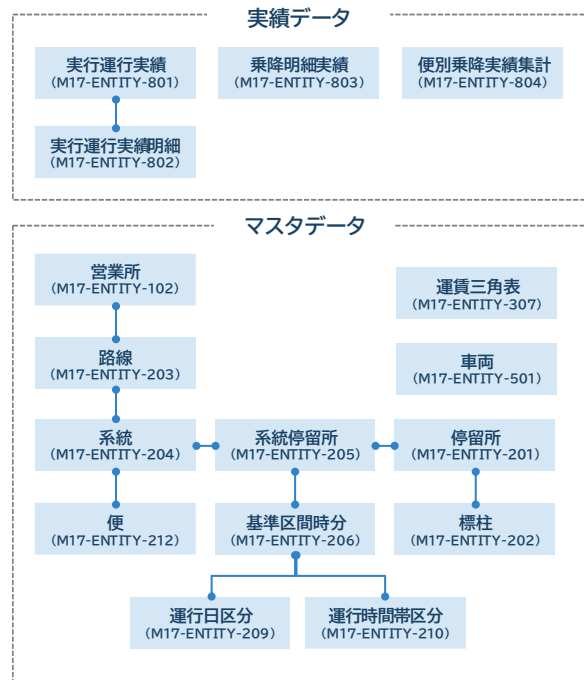 実績データ
実行運行実績
(M17-ENTITY-801)
乗降明細実績
(M17-ENTITY-803)
便別乗降実績集計
(M17-ENTITY-804)
実行運行実績明細
(M17-ENTITY-802)
マスタデータ
営業所
(M17-ENTITY-102)
運賃三角表
(M17-ENTITY-307)
路線
(M17-ENTITY-203)
車両
(M17-ENTITY-501)
系統
(M17-ENTITY-204)
系統停留所
(M17-ENTITY-205)
停留所
(M17-ENTITY-201)
便
(M17-ENTITY-212)
基準区間時分
(M17-ENTITY-206)
標柱
(M17-ENTITY-202)
運行日区分
(M17-ENTITY-209)
運行時間帯区分
(M17-ENTITY-210)